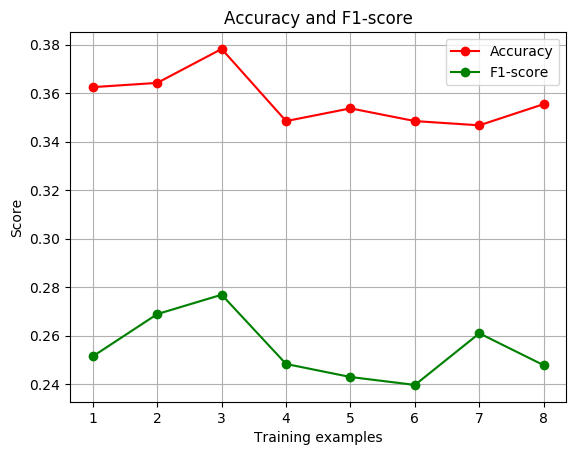 Accuracy and F1-score
Accuracy
F1-score
Score
0.38
0.36
0.34
0.32
0.30
0.28
0.26
0.24
1 2 3 4 5 6 7 8
Training examples